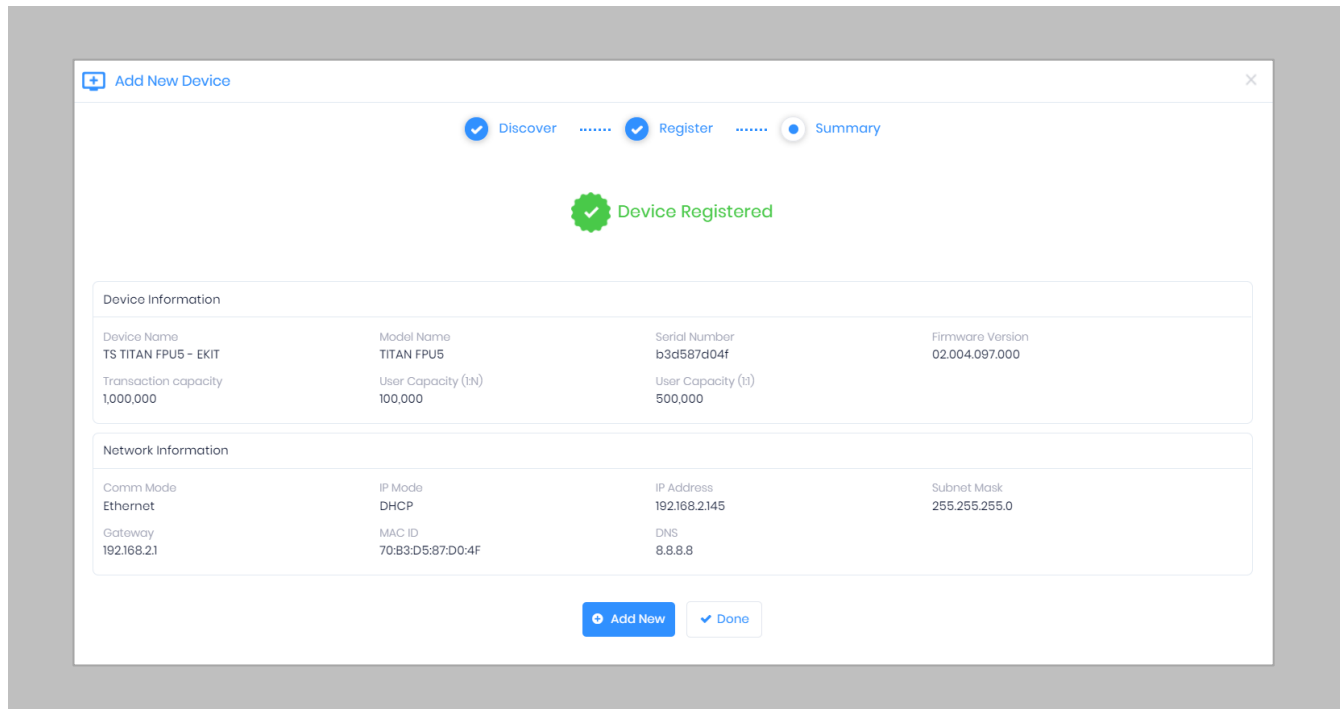 Add New Device
Discover Register Summary
Device Registered
Device Information
Device Name Model Name Serial Number Firmware Version
TS TITAN FPU5 - EKIT TITAN FPU5 b3d587d04f 02.004.097.000
Transaction capacity User Capacity (1:N) User Capacity (1:1)
1,000,000 100,000 500,000
Network Information
Comm Mode IP Mode IP Address Subnet Mask
Ethernet DHCP 192.168.2.145 255.255.255.0
Gateway MAC ID DNS
192.168.2.1 70:B3:D5:87:D0:4F 8.8.8.8
Add New Done